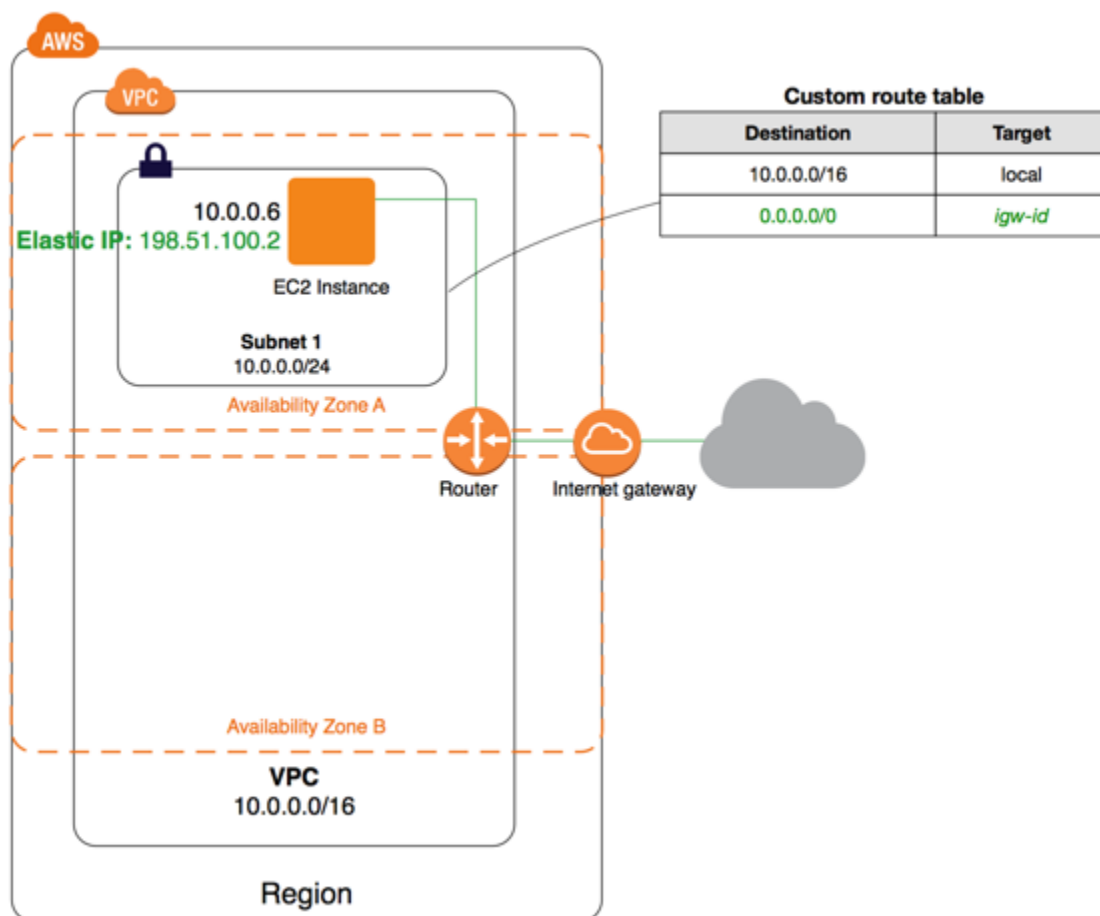 AWS
VPC
Custom route table
Destination Target
10.0.0.0/16 local
0.0.0.0/0 igw-id
10.0.0.6
Elastic IP: 198.51.100.2
EC2 Instance
Subnet 1
10.0.0.0/24
Availability Zone A
Router Internet gateway
Availability Zone B
VPC
10.0.0.0/16
Region